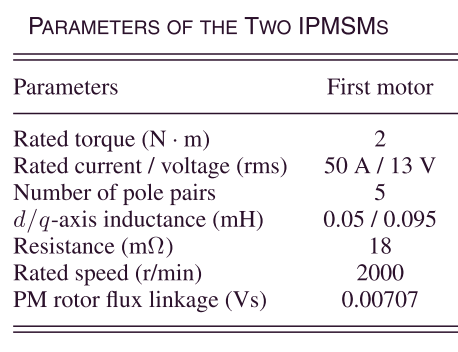 PARAMETERS OF THE TWO IPMSMS
Parameters First motor
Rated torque (N · m) 2
Rated current / voltage (rms) 50 A / 13 V
Number of pole pairs 5
d/q-axis inductance (mH) 0.05 / 0.095
Resistance (mΩ) 18
Rated speed (r/min) 2000
PM rotor flux linkage (Vs) 0.00707